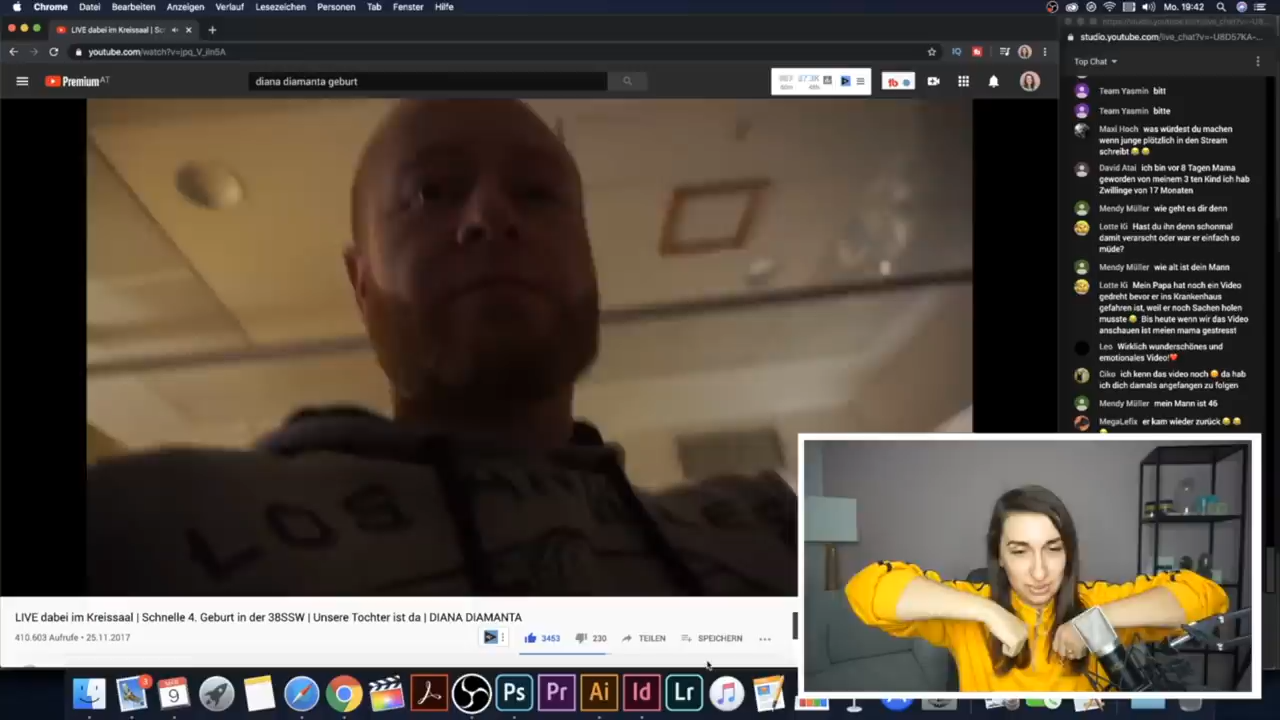 Chrome Datei Bearbeiten Anzeigen Verlauf Lesezeichen Personen Tab Fenster Hilfe
Mo. 19:42
LIVE dabei im Kreissaal | Sch
youtube.com/watch?v=jpq_V_iin5A
studio.youtube.com/live_chat?v=-U8D57KA-...
Premium AT
diana diamanta geburt
Top Chat
Team Yasmin bitt
Team Yasmin bitte
Maxi Hoch was würdest du machen
wenn junge plötzlich in den Stream
schreibt 😂 😂
David Atai ich bin vor 8 Tagen Mama
geworden von meinem 3 ten Kind ich hab
Zwillinge von 17 Monaten
Mendy Müller wie geht es dir denn
Lotte Ki Hast du ihn denn schonmal
damit verarscht oder war er einfach so
müde?
Mendy Müller wie alt ist dein Mann
Lotte Ki Mein Papa hat noch ein Video
gedreht bevor er ins Krankenhaus
gefahren ist, weil er noch Sachen holen
musste 😂 Bis heute wenn wir das Video
anschauen ist meien mama gestresst
Leo Wirklich wunderschönes und
emotionales Video!❤️
Ciko ich kenn das video noch 😍 da hab
ich dich damals angefangen zu folgen
Mendy Müller mein Mann ist 46
MegaLefix er kam wieder zurück 😂 😂
LOS
LIVE dabei im Kreissaal | Schnelle 4. Geburt in der 38SSW | Unsere Tochter ist da | DIANA DIAMANTA
410.603 Aufrufe • 25.11.2017
3453 230 TEILEN SPEICHERN
3
9
Ps Pr Ai Id Lr